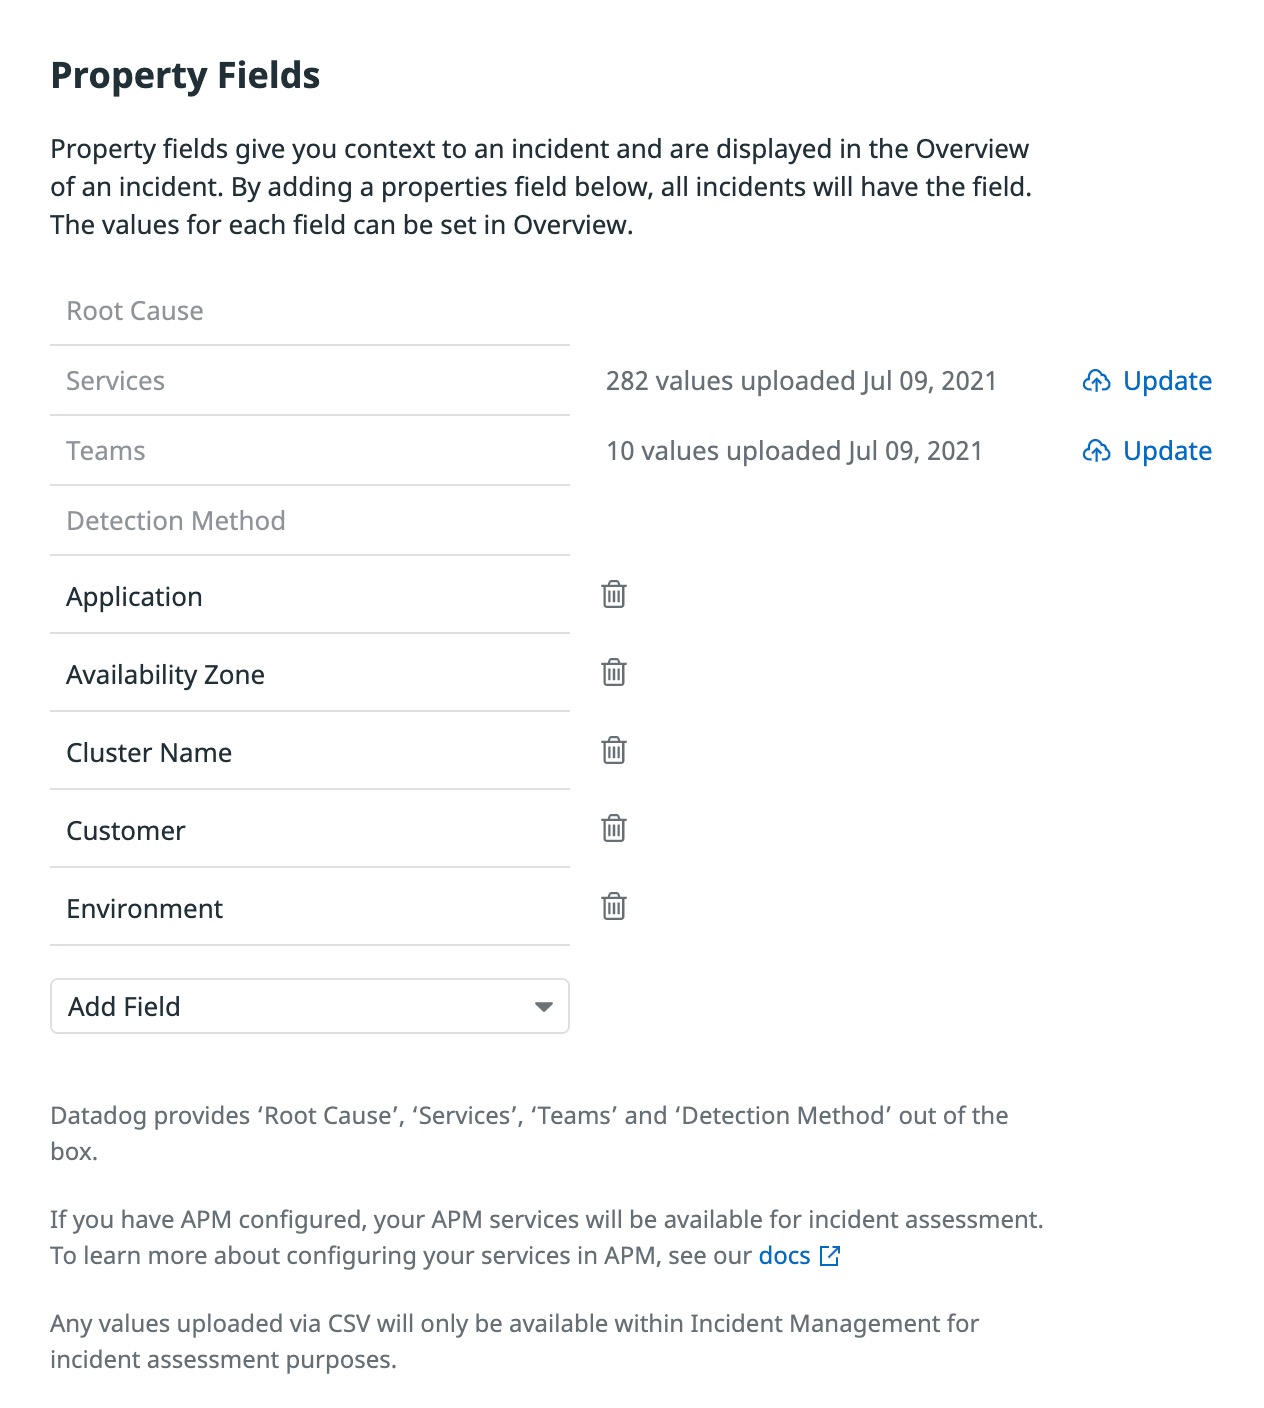 Property Fields
Property fields give you context to an incident and are displayed in the Overview
of an incident. By adding a properties field below, all incidents will have the field.
The values for each field can be set in Overview.
Root Cause
Services 282 values uploaded Jul 09, 2021 Update
Teams 10 values uploaded Jul 09, 2021 Update
Detection Method
Application
Availability Zone
Cluster Name
Customer
Environment
Add Field
Datadog provides ‘Root Cause’, ‘Services’, ‘Teams’ and ‘Detection Method’ out of the
box.
If you have APM configured, your APM services will be available for incident assessment.
To learn more about configuring your services in APM, see our docs
Any values uploaded via CSV will only be available within Incident Management for
incident assessment purposes.